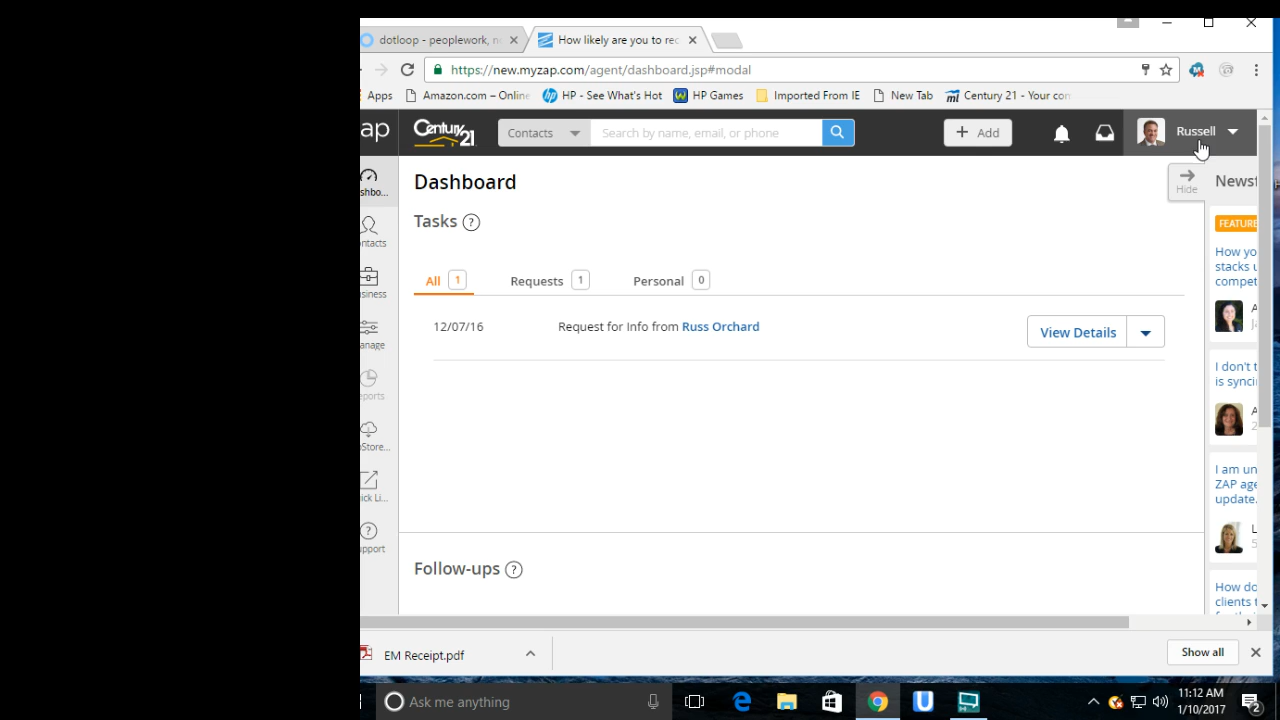 dotloop - peoplework, n
How likely are you to rec
https://new.myzap.com/agent/dashboard.jsp#modal
Apps
Amazon.com – Online
HP - See What's Hot
HP Games
Imported From IE
New Tab
Century 21 - Your com
ap
Century 21
Contacts
Search by name, email, or phone
+ Add
Russell
shbo...
Dashboard
Hide
Newsf
Tasks ?
FEATURE
ntacts
How yo
stacks u
compet
All 1
Requests 1
Personal 0
siness
12/07/16
Request for Info from Russ Orchard
View Details
anage
I don't t
is synci
ports
Store...
I am un
ZAP age
update.
ick Li...
pport
Follow-ups ?
How do
clients t
EM Receipt.pdf
Show all
Ask me anything
11:12 AM
1/10/2017
2